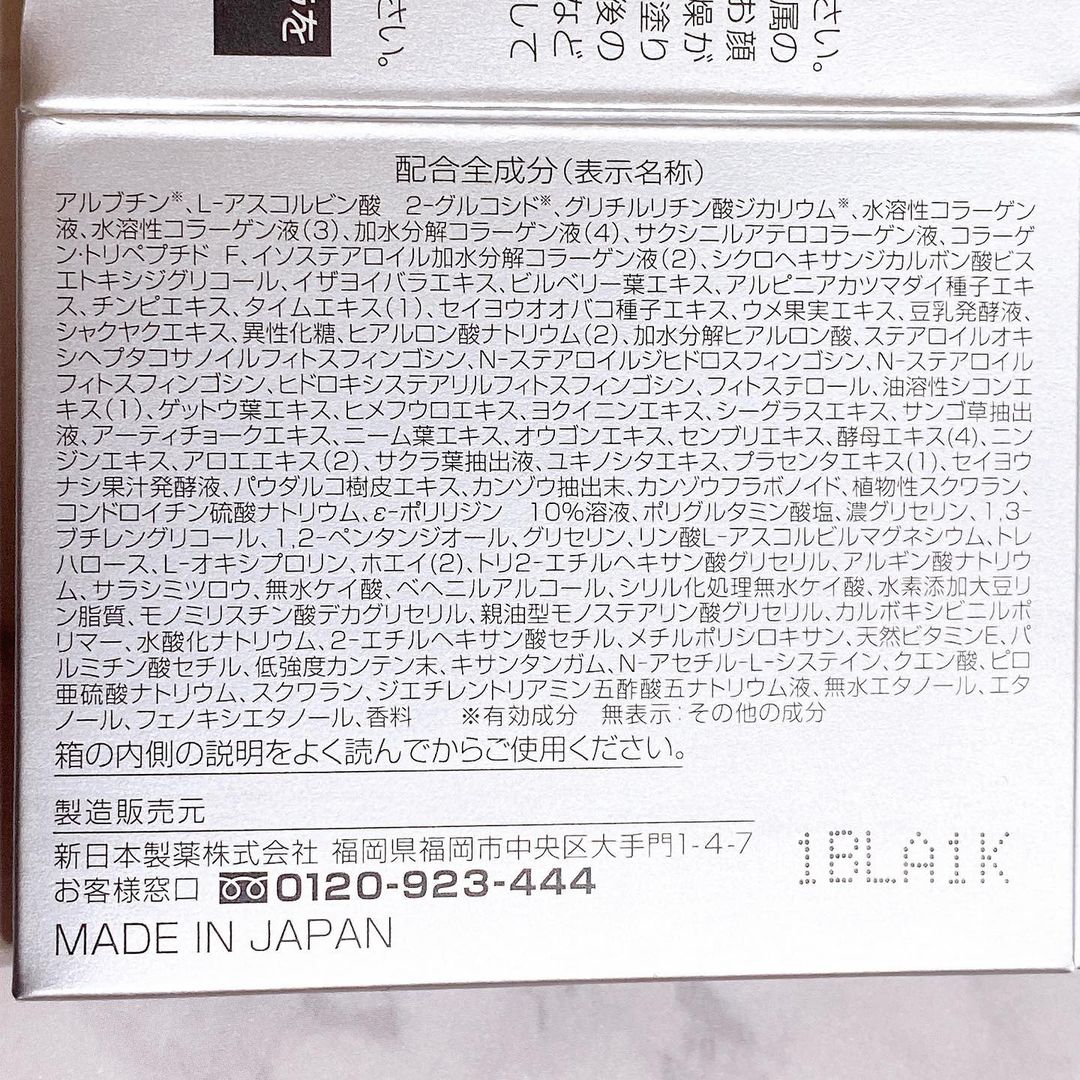 さい。
属の
お顔
燥が
塗り
後の
など
して
さい。
を
配合全成分(表示名称)
アルブチン※、L-アスコルビン酸 2-グルコシド※、グリチルリチン酸ジカリウム※、水溶性コラーゲン
液、水溶性コラーゲン液(3)、加水分解コラーゲン液(4)、サクシニルアテロコラーゲン液、コラーゲ
ン・トリペプチド F、イソステアロイル加水分解コラーゲン液(2)、シクロヘキサンジカルボン酸ビス
エトキシジグリコール、イザヨイバラエキス、ビルベリー葉エキス、アルピニアカツマダイ種子エキ
ス、チンピエキス、タイムエキス(1)、セイヨウオオバコ種子エキス、ウメ果実エキス、豆乳発酵液、
シャクヤクエキス、異性化糖、ヒアルロン酸ナトリウム(2)、加水分解ヒアルロン酸、ステアロイルオキ
シヘプタコサノイルフィトスフィンゴシン、N-ステアロイルジヒドロスフィンゴシン、N-ステアロイル
フィトスフィンゴシン、ヒドロキシステアリルフィトスフィンゴシン、フィトステロール、油溶性シコンエ
キス(1)、ゲットウ葉エキス、ヒメフウロエキス、ヨクイニンエキス、シーグラスエキス、サンゴ草抽出
液、アーティチョークエキス、ニーム葉エキス、オウゴンエキス、センブリエキス、酵母エキス(4)、ニン
ジンエキス、アロエエキス(2)、サクラ葉抽出液、ユキノシタエキス、プラセンタエキス(1)、セイヨウ
ナシ果汁発酵液、パウダルコ樹皮エキス、カンゾウ抽出末、カンゾウフラボノイド、植物性スクワラン、
コンドロイチン硫酸ナトリウム、ε-ポリリジン 10%溶液、ポリグルタミン酸塩、濃グリセリン、1,3-
ブチレングリコール、1,2-ペンタンジオール、グリセリン、リン酸L-アスコルビルマグネシウム、トレ
ハロース、L-オキシプロリン、ホエイ(2)、トリ2-エチルヘキサン酸グリセリル、アルギン酸ナトリウ
ム、サラシミツロウ、無水ケイ酸、ベヘニルアルコール、シリル化処理無水ケイ酸、水素添加大豆リ
ン脂質、モノミリスチン酸デカグリセリル、親油型モノステアリン酸グリセリル、カルボキシビニルポ
リマー、水酸化ナトリウム、2-エチルヘキサン酸セチル、メチルポリシロキサン、天然ビタミンE、パ
ルミチン酸セチル、低強度カンテン末、キサンタンガム、N-アセチル-L-システイン、クエン酸、ピロ
亜硫酸ナトリウム、スクワラン、ジエチレントリアミン五酢酸五ナトリウム液、無水エタノール、エタ
ノール、フェノキシエタノール、香料 ※有効成分 無表示:その他の成分
箱の内側の説明をよく読んでからご使用ください。
製造販売元
新日本製薬株式会社 福岡県福岡市中央区大手門1-4-7
お客様窓口 0120-923-444
1BLA1K
MADE IN JAPAN